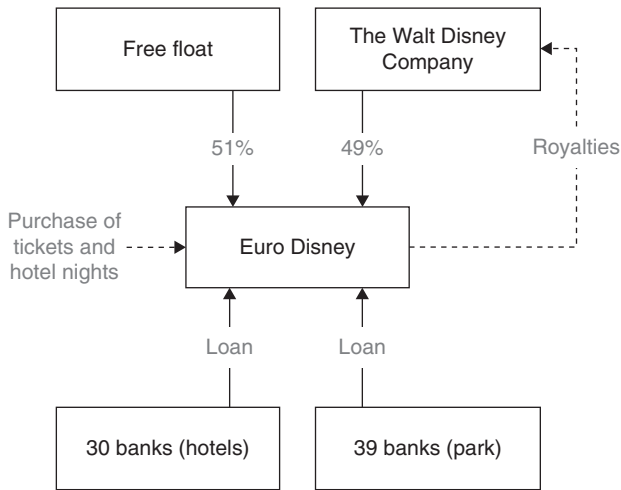 Free float
The Walt Disney
Company
51%
49%
Royalties
Purchase of
tickets and
hotel nights
Euro Disney
Loan
Loan
30 banks (hotels)
39 banks (park)